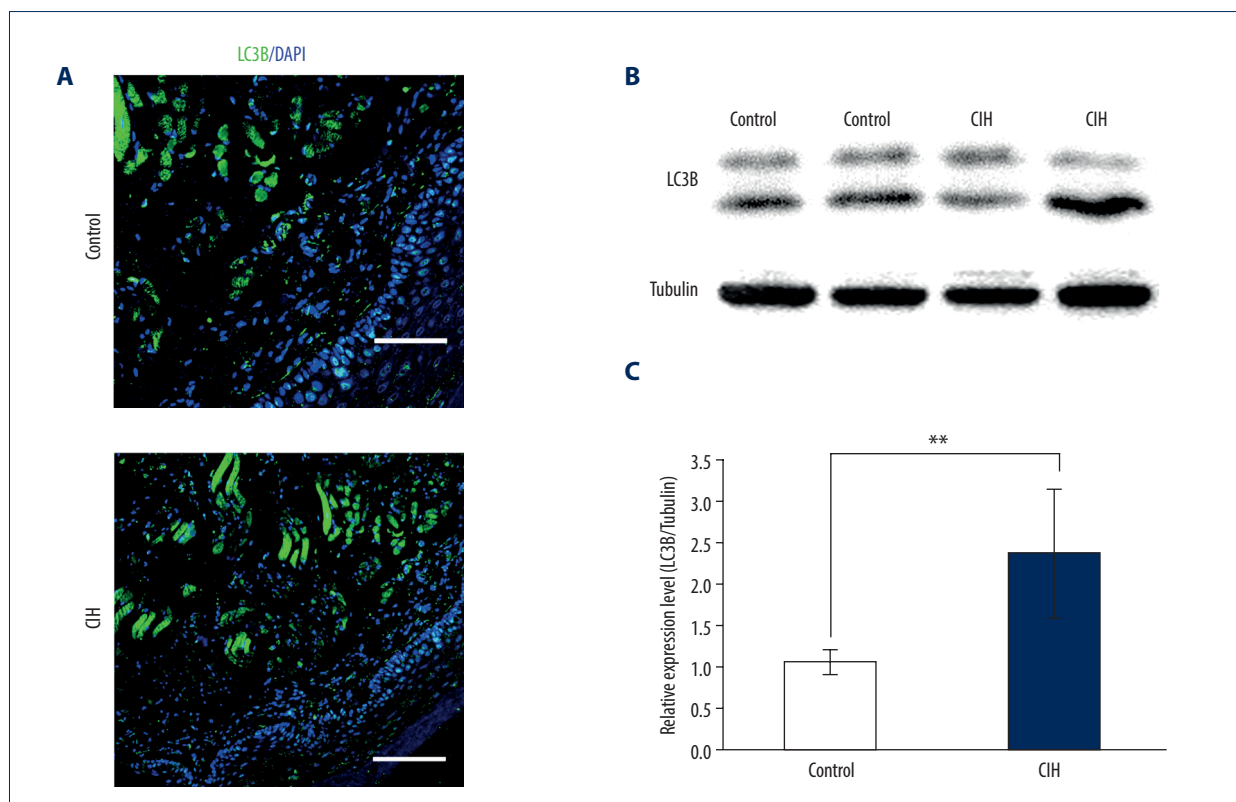 A
LC3B/DAPI
Control
CIH
B
Control Control CIH CIH
LC3B
Tubulin
C
**
Relative expression level (LC3B/Tubulin)
3.5
3.0
2.5
2.0
1.5
1.0
0.5
0.0
Control CIH